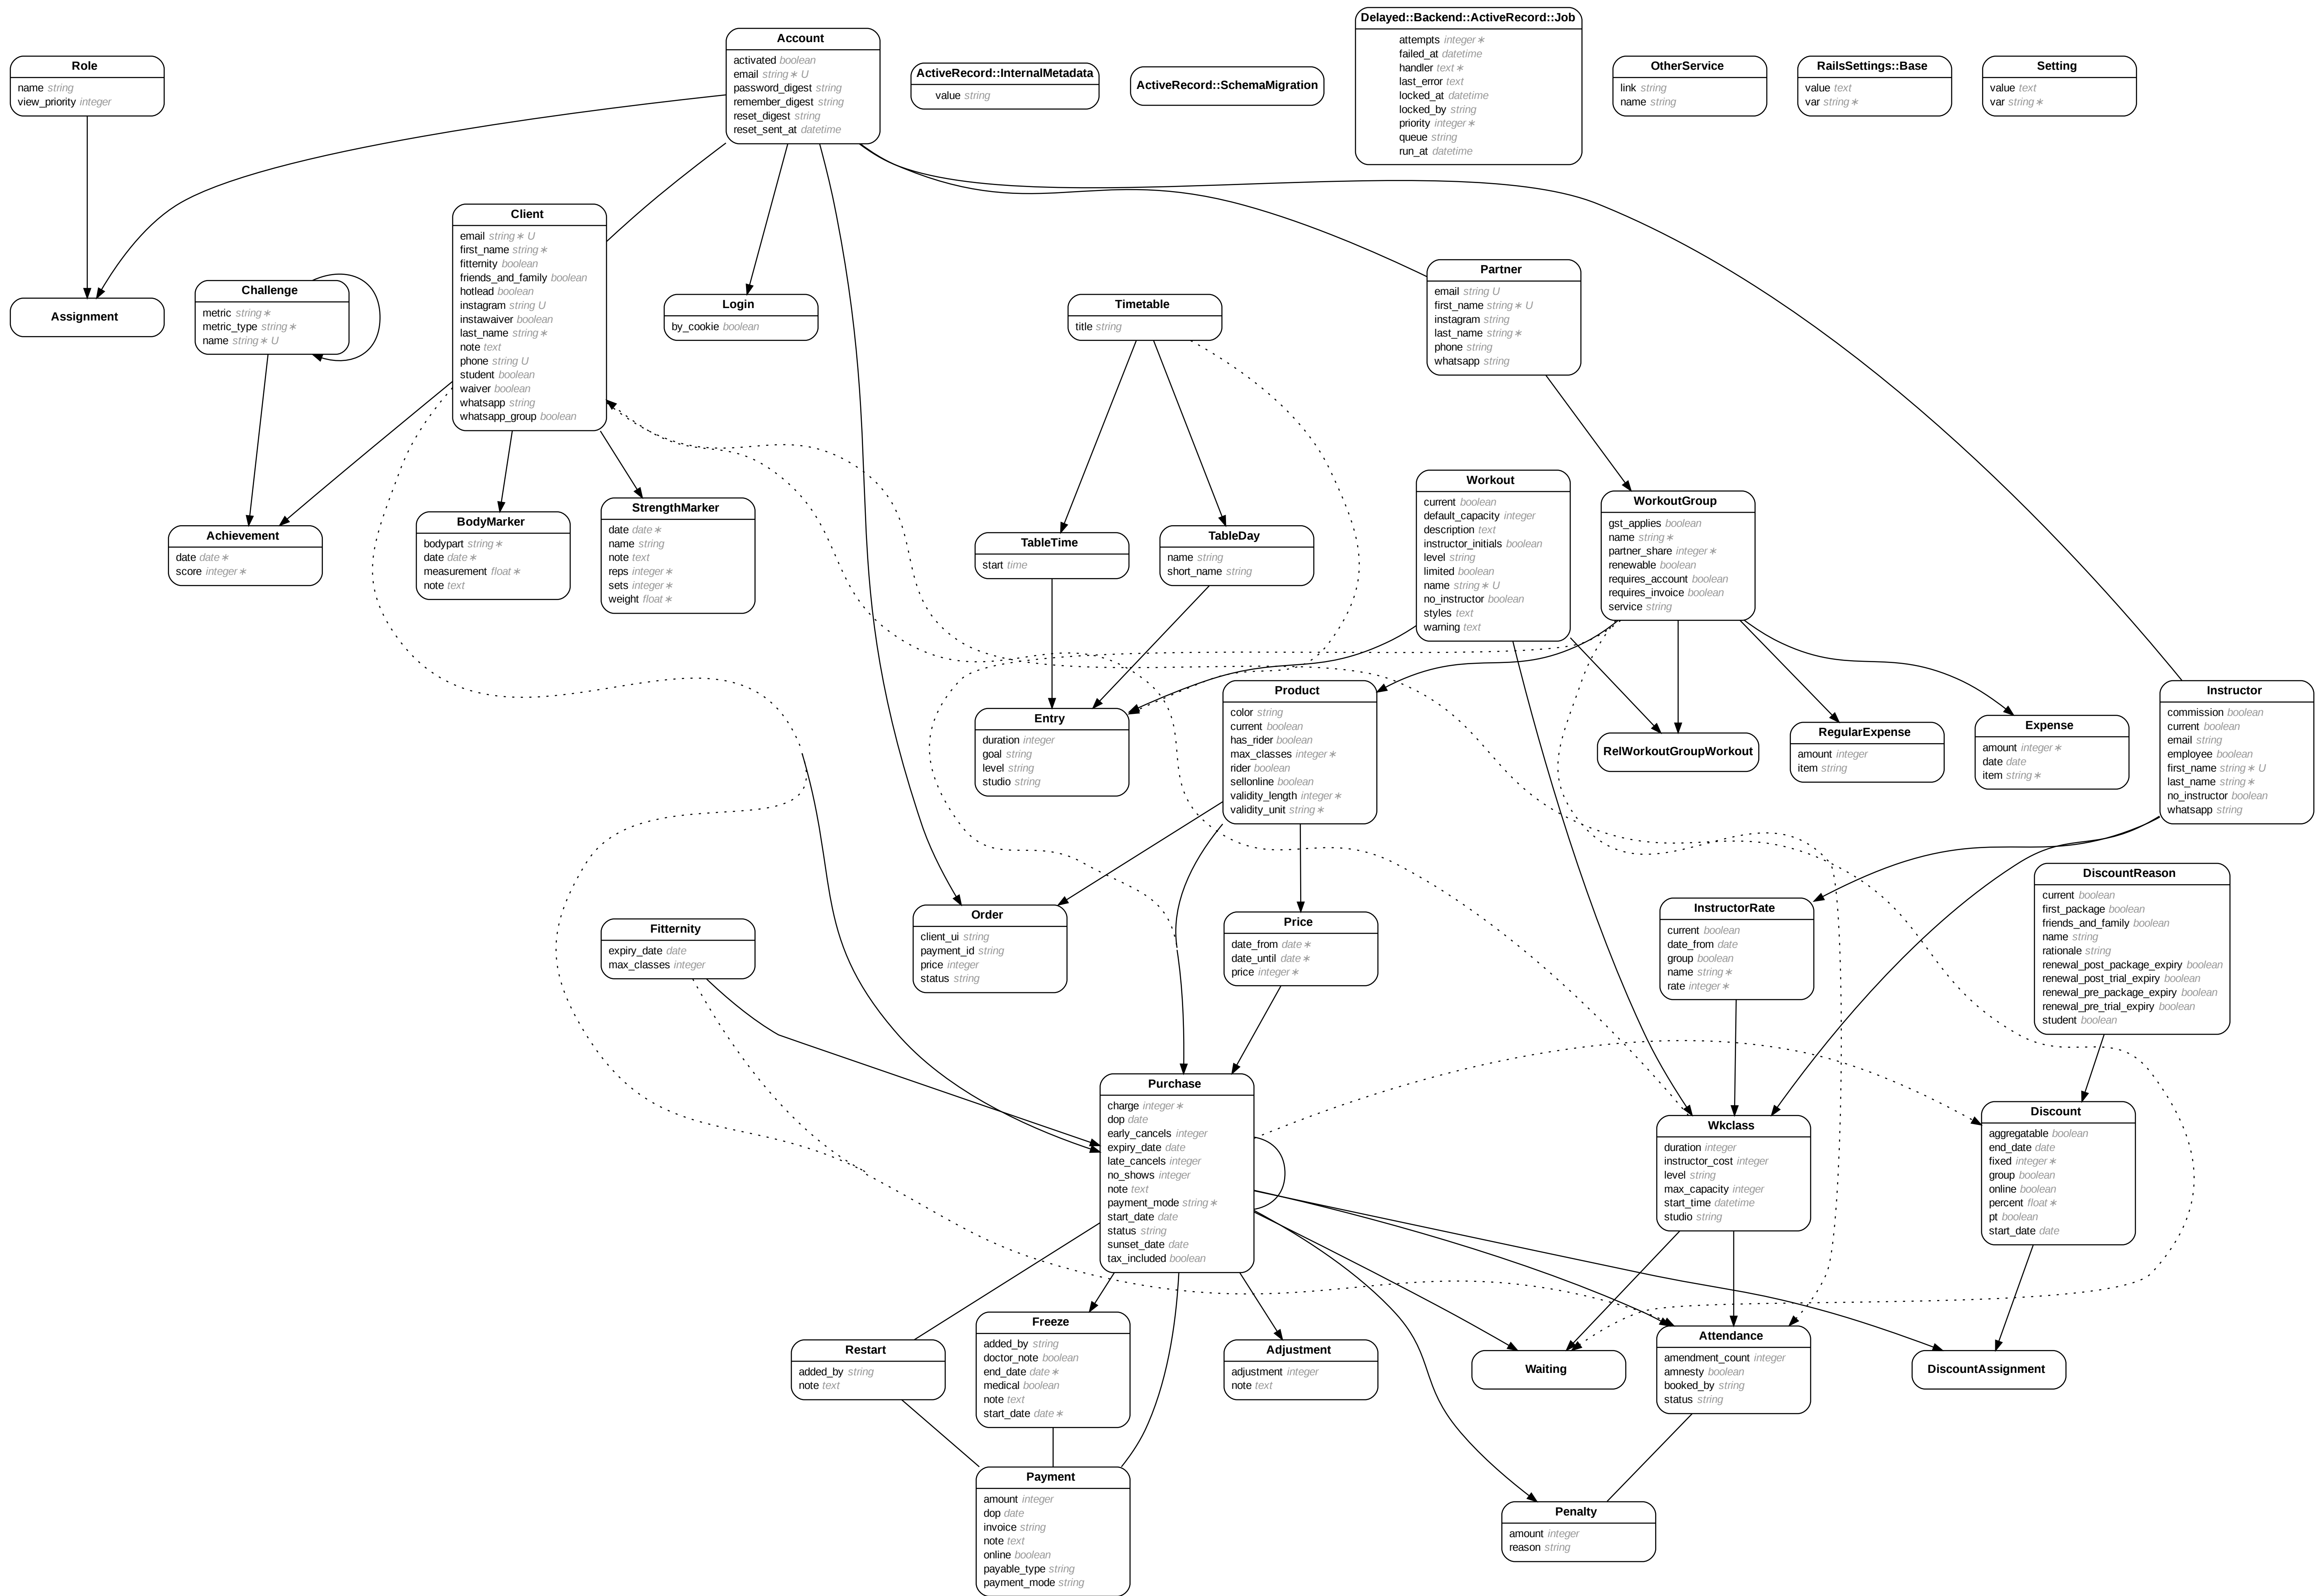 Delayed::Backend::ActiveRecord::Job
attempts integer∗
failed_at datetime
handler text∗
last_error text
locked_at datetime
locked_by string
priority integer∗
queue string
run_at datetime
Account
activated boolean
email string∗ U
password_digest string
remember_digest string
reset_digest string
reset_sent_at datetime
Role
name string
view_priority integer
ActiveRecord::InternalMetadata
value string
ActiveRecord::SchemaMigration
OtherService
link string
name string
RailsSettings::Base
value text
var string∗
Setting
value text
var string∗
Client
email string∗ U
first_name string∗
fitternity boolean
friends_and_family boolean
hotlead boolean
instagram string U
instawaiver boolean
last_name string∗
note text
phone string U
student boolean
waiver boolean
whatsapp string
whatsapp_group boolean
Partner
email string U
first_name string∗ U
instagram string
last_name string∗
phone string
whatsapp string
Challenge
metric string∗
metric_type string∗
name string∗ U
Assignment
Login
by_cookie boolean
Timetable
title string
Workout
current boolean
default_capacity integer
description text
instructor_initials boolean
level string
limited boolean
name string∗ U
no_instructor boolean
styles text
warning text
WorkoutGroup
gst_applies boolean
name string∗
partner_share integer∗
renewable boolean
requires_account boolean
requires_invoice boolean
service string
Achievement
date date∗
score integer∗
BodyMarker
bodypart string∗
date date∗
measurement float∗
note text
StrengthMarker
date date∗
name string
note text
reps integer∗
sets integer∗
weight float∗
TableTime
start time
TableDay
name string
short_name string
Entry
duration integer
goal string
level string
studio string
Product
color string
current boolean
has_rider boolean
max_classes integer∗
rider boolean
sellonline boolean
validity_length integer∗
validity_unit string∗
RelWorkoutGroupWorkout
RegularExpense
amount integer
item string
Expense
amount integer∗
date date
item string∗
Instructor
commission boolean
current boolean
email string
employee boolean
first_name string∗ U
last_name string∗
no_instructor boolean
whatsapp string
DiscountReason
current boolean
first_package boolean
friends_and_family boolean
name string
rationale string
renewal_post_package_expiry boolean
renewal_post_trial_expiry boolean
renewal_pre_package_expiry boolean
renewal_pre_trial_expiry boolean
student boolean
Fitternity
expiry_date date
max_classes integer
Order
client_ui string
payment_id string
price integer
status string
Price
date_from date∗
date_until date∗
price integer∗
InstructorRate
current boolean
date_from date
group boolean
name string∗
rate integer∗
Purchase
charge integer∗
dop date
early_cancels integer
expiry_date date
late_cancels integer
no_shows integer
note text
payment_mode string∗
start_date date
status string
sunset_date date
tax_included boolean
Wkclass
duration integer
instructor_cost integer
level string
max_capacity integer
start_time datetime
studio string
Discount
aggregatable boolean
end_date date
fixed integer∗
group boolean
online boolean
percent float∗
pt boolean
start_date date
Restart
added_by string
note text
Freeze
added_by string
doctor_note boolean
end_date date∗
medical boolean
note text
start_date date∗
Adjustment
adjustment integer
note text
Waiting
Attendance
amendment_count integer
amnesty boolean
booked_by string
status string
DiscountAssignment
Payment
amount integer
dop date
invoice string
note text
online boolean
payable_type string
payment_mode string
Penalty
amount integer
reason string